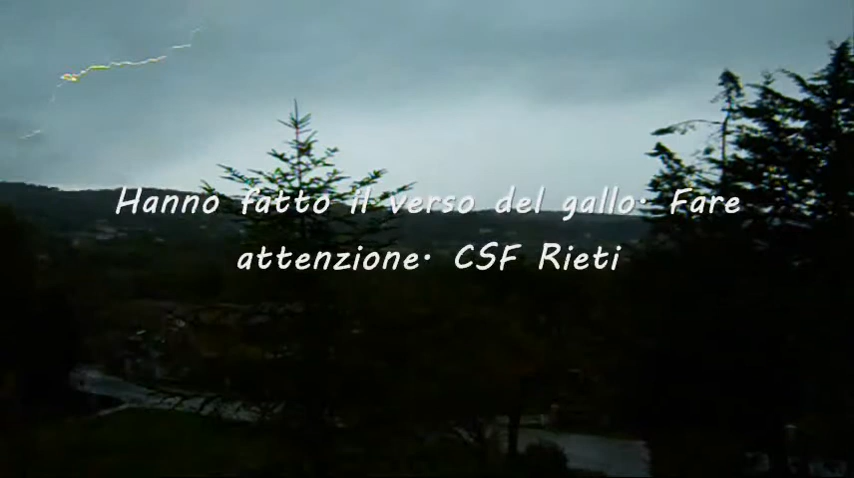 Hanno fatto il verso del gallo. Fare
attenzione. CSF Rieti